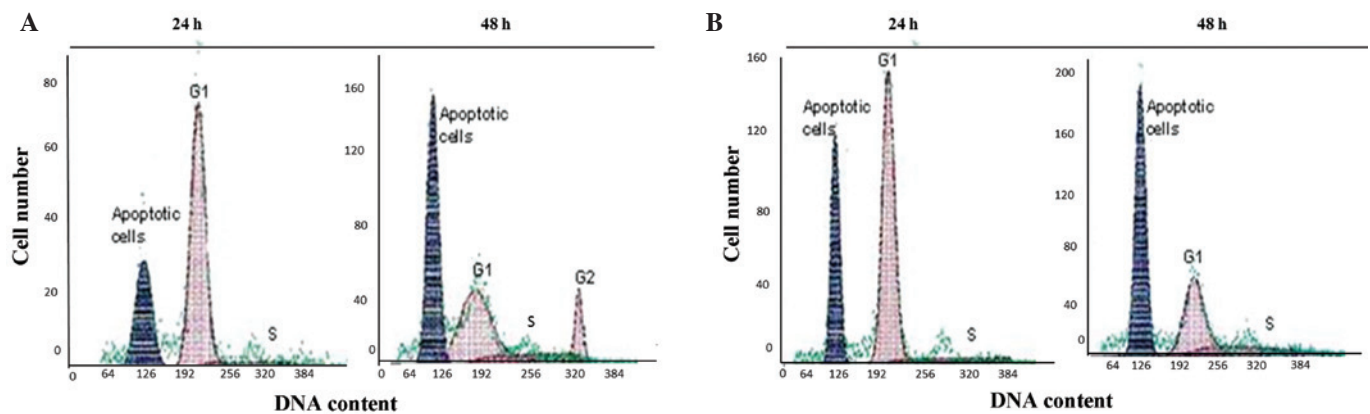 A
24 h
48 h
Cell number
80
60
40
20
0
G1
Apoptotic
cells
S
0 64 126 192 256 320 384
160
120
80
40
0
Apoptotic
cells
G1
S
G2
0 64 126 192 256 320 384
DNA content
B
24 h
48 h
Cell number
160
120
80
40
0
G1
Apoptotic
cells
S
0 64 126 192 256 320 384
200
160
120
80
40
0
Apoptotic
cells
G1
S
0 64 126 192 256 320 384
DNA content